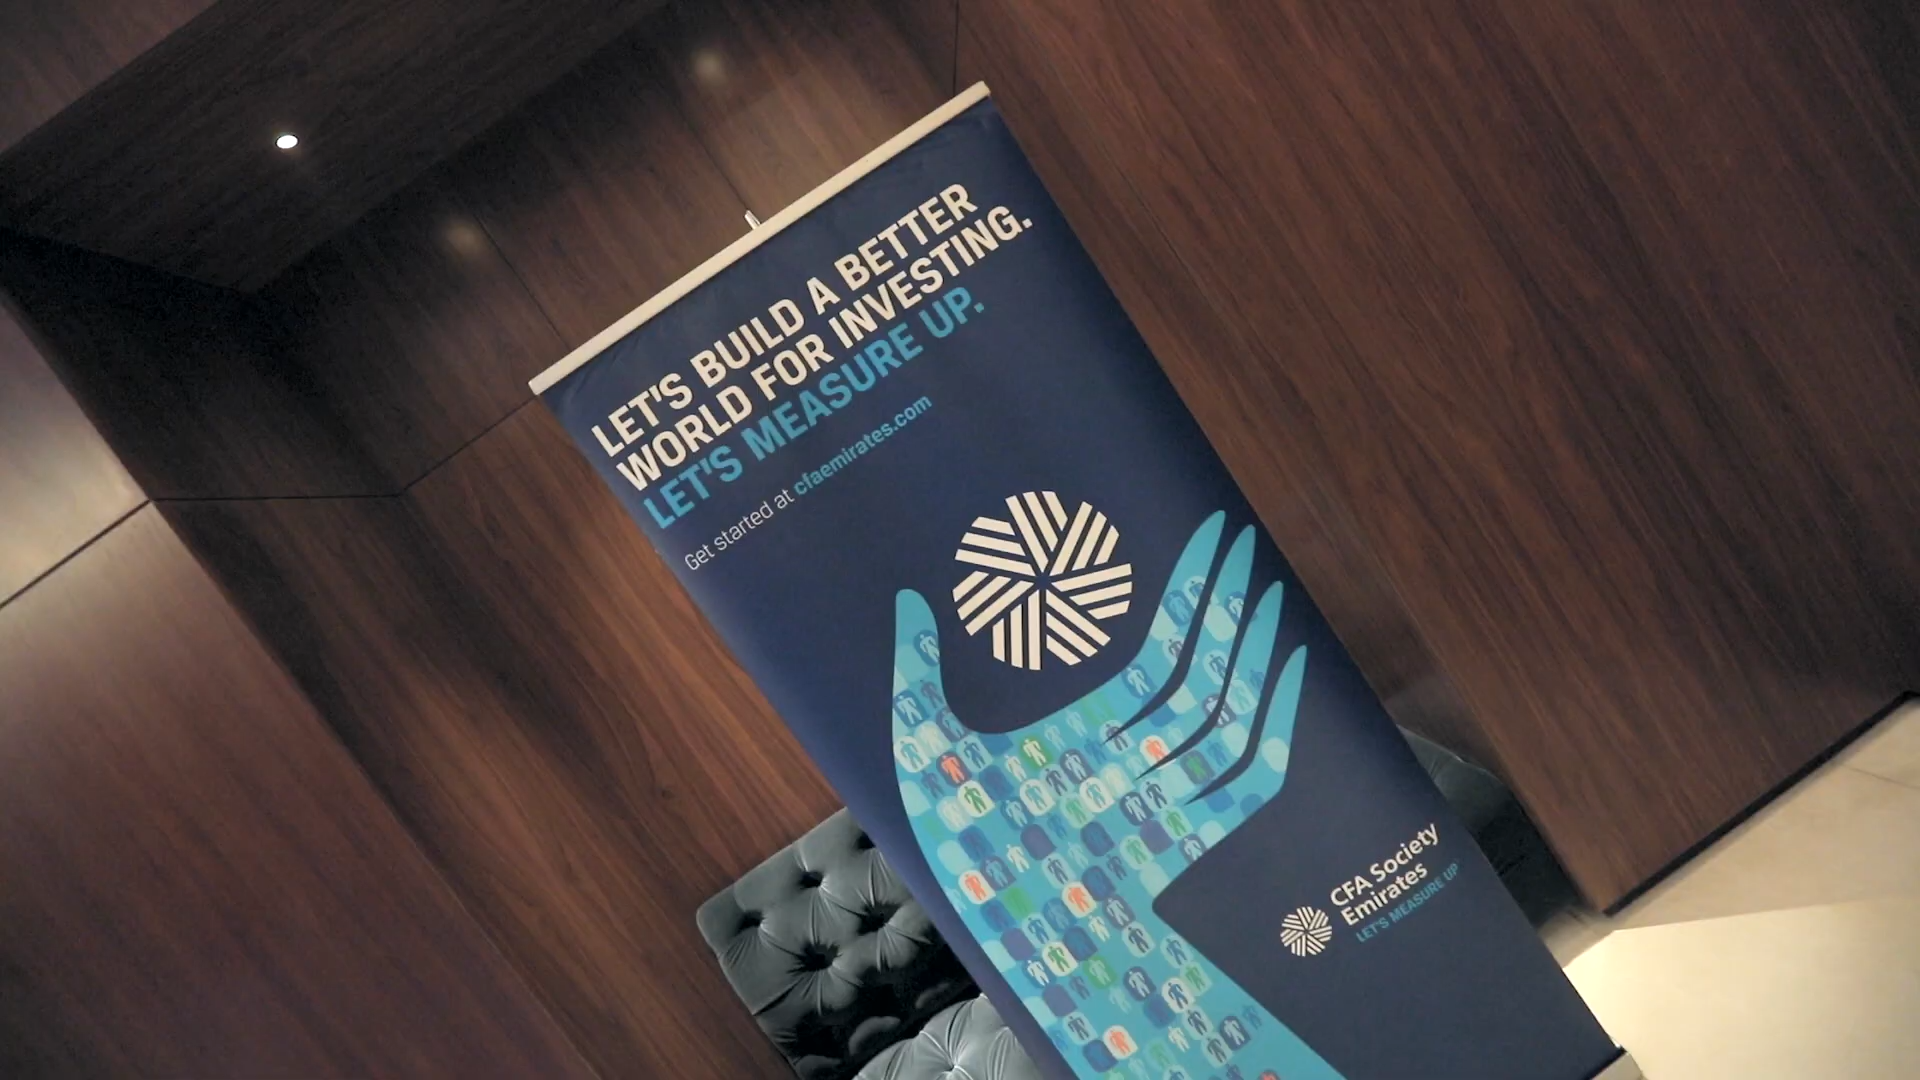 LET'S BUILD A BETTER
WORLD FOR INVESTING.
LET'S MEASURE UP.
Get started at cfaemirates.com
CFA Society
Emirates
LET'S MEASURE UP